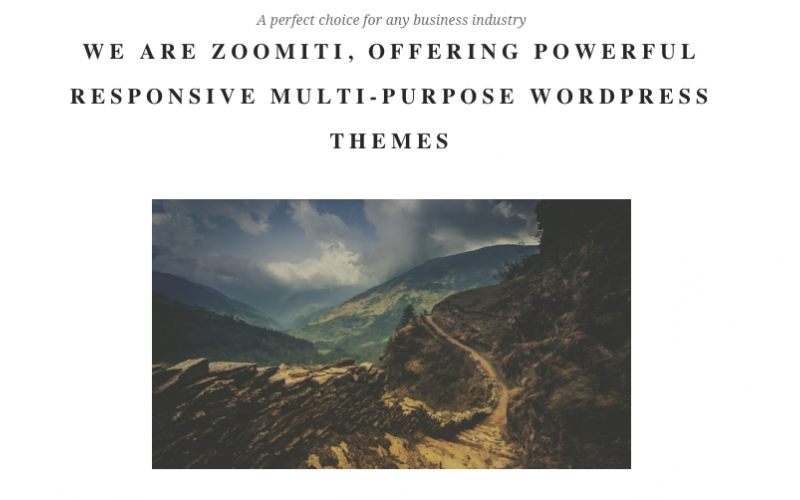 A perfect choice for any business industry
WE ARE ZOOMITI, OFFERING POWERFUL
RESPONSIVE MULTI-PURPOSE WORDPRESS
THEMES